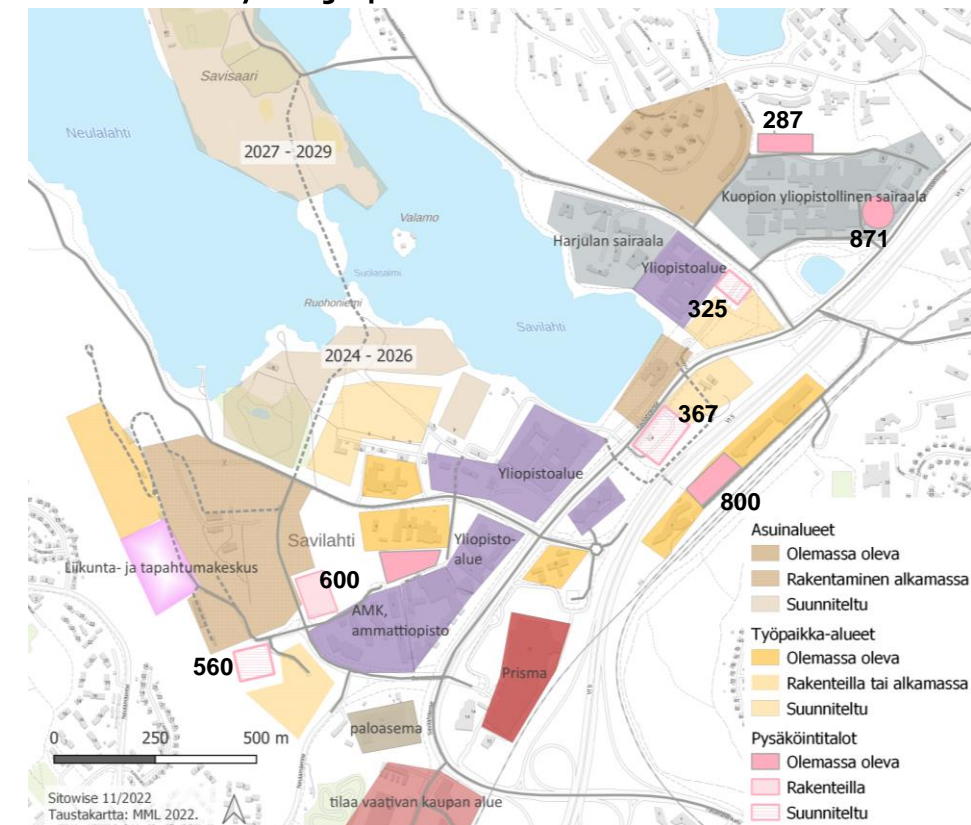 Savisaari
Neulalahti
2027 - 2029
287
Kuopion yliopistollinen sairaala
871
Valamo
Harjulan sairaala
Yliopistoalue
Suolasalmi
Ruohoniemi
325
Savilahti
2024 - 2026
367
Yliopistoalue
800
Savilahti
Yliopisto-
alue
Liikunta- ja tapahtumakeskus
600
AMK,
ammattiopisto
560
Prisma
paloasema
0 250 500 m
tilaa vaativan kaupan alue
Sitowise 11/2022
Taustakartta: MML 2022.
Asuinalueet
Olemassa oleva
Rakentaminen alkamassa
Suunniteltu
Työpaikka-alueet
Olemassa oleva
Rakenteilla tai alkamassa
Suunniteltu
Pysäköintitalot
Olemassa oleva
Rakenteilla
Suunniteltu